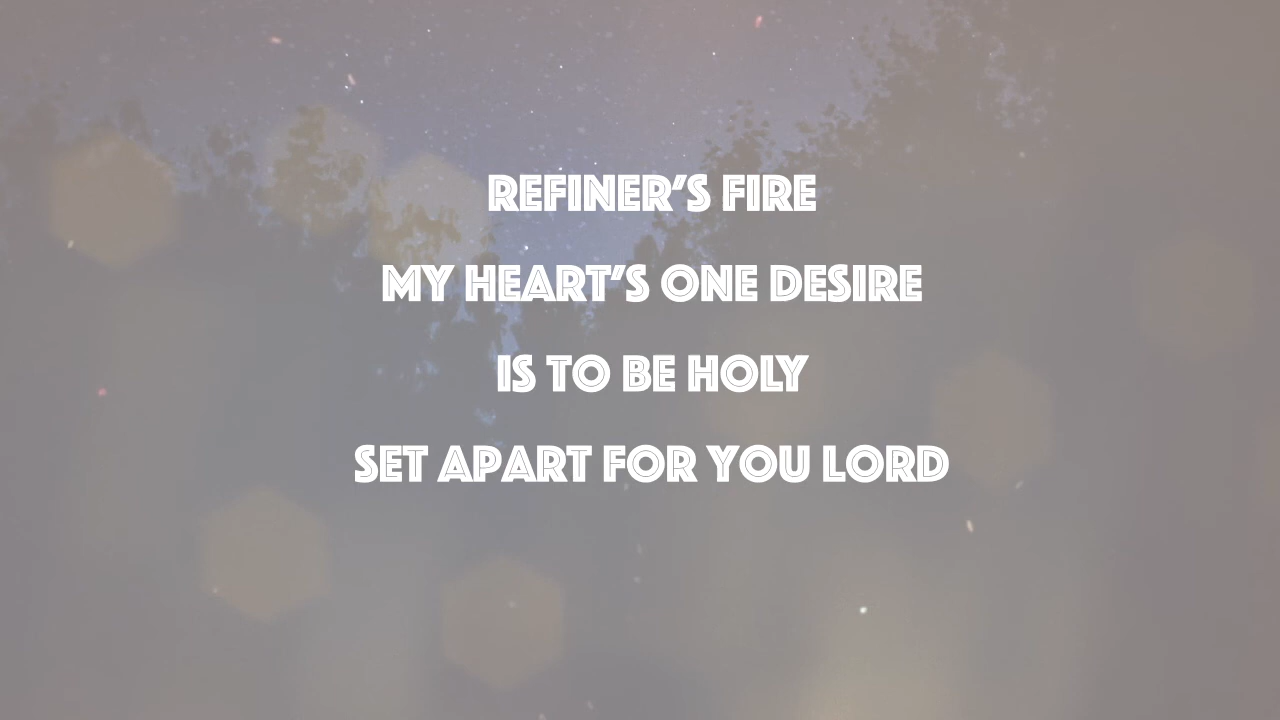 REFINER’S FIRE
MY HEART’S ONE DESIRE
IS TO BE HOLY
SET APART FOR YOU LORD